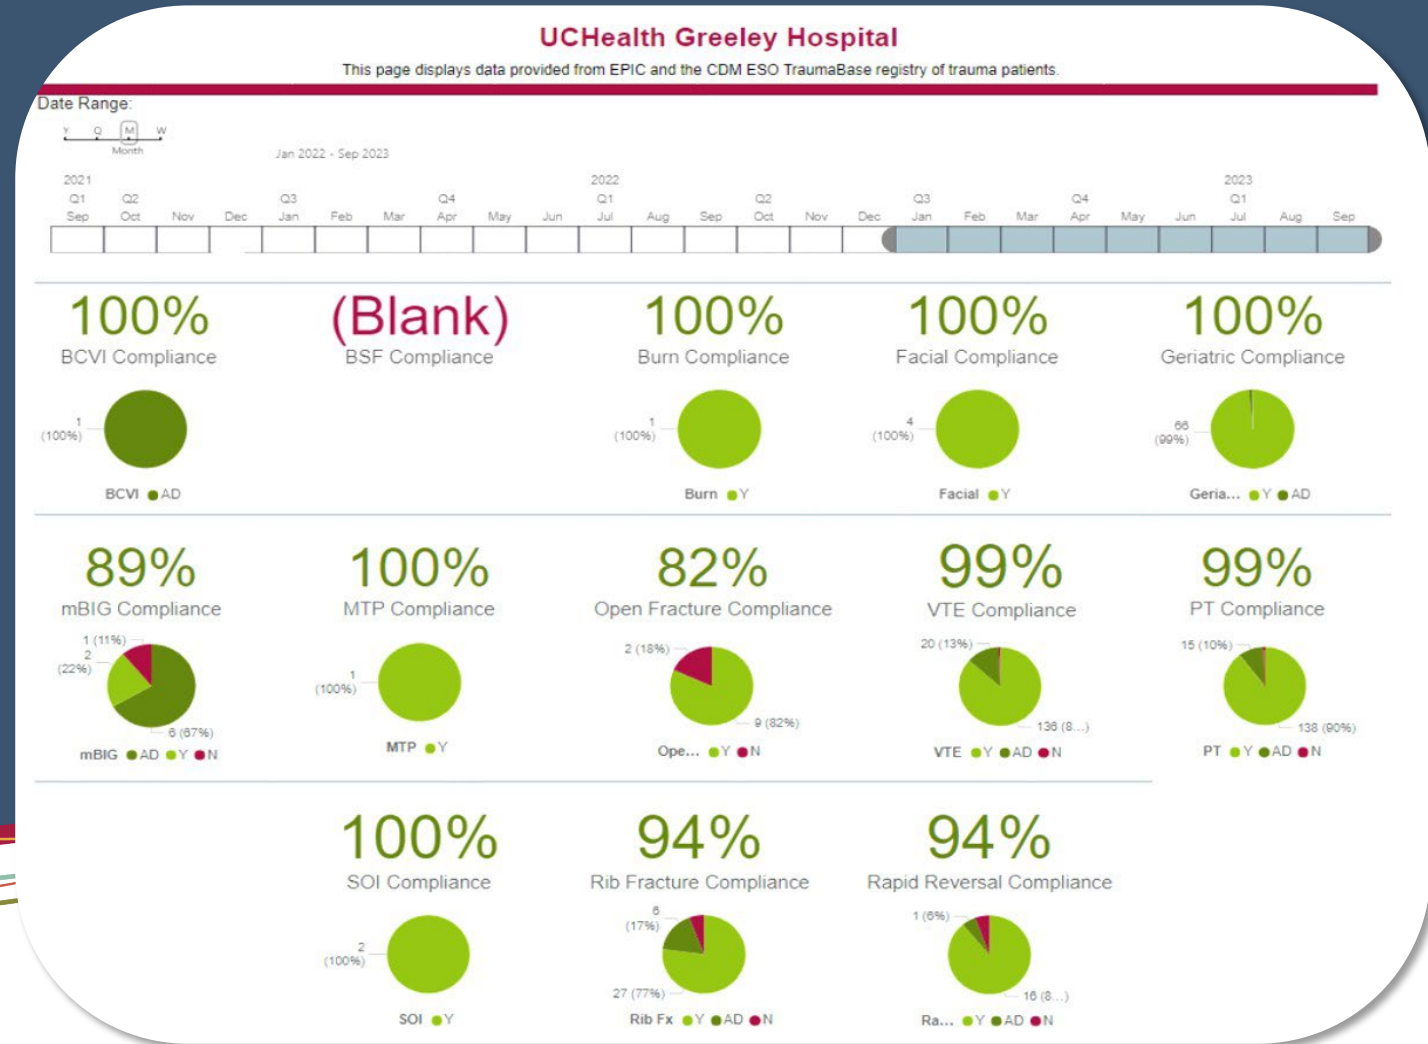 UCHealth Greeley Hospital
This page displays data provided from EPIC and the CDM ESO TraumaBase registry of trauma patients.
Date Range:
Y Q M W
Month
Jan 2022 - Sep 2023
2021 2022 2023
Q1 Q2 Q3 Q4 Q1 Q2 Q3 Q4 Q1
Sep Oct Nov Dec Jan Feb Mar Apr May Jun Jul Aug Sep Oct Nov Dec Jan Feb Mar Apr May Jun Jul Aug Sep
100% (Blank) 100% 100% 100%
BCVI Compliance BSF Compliance Burn Compliance Facial Compliance Geriatric Compliance
1 1 4 66
(100%) (100%) (100%) (99%)
BCVI AD Burn Y Facial Y Geria... Y AD
89% 100% 82% 99% 99%
mBIG Compliance MTP Compliance Open Fracture Compliance VTE Compliance PT Compliance
1 (11%) 2 (18%) 20 (13%) 15 (10%)
2
(22%)
1
(100%)
6 (67%) 9 (82%) 136 (8...) 138 (90%)
mBIG AD Y N MTP Y Ope... Y N VTE Y AD N PT Y AD N
100% 94% 94%
SOI Compliance Rib Fracture Compliance Rapid Reversal Compliance
6
(17%)
1 (6%)
2
(100%)
27 (77%) 16 (8...)
SOI Y Rib Fx Y AD N Ra... Y AD N